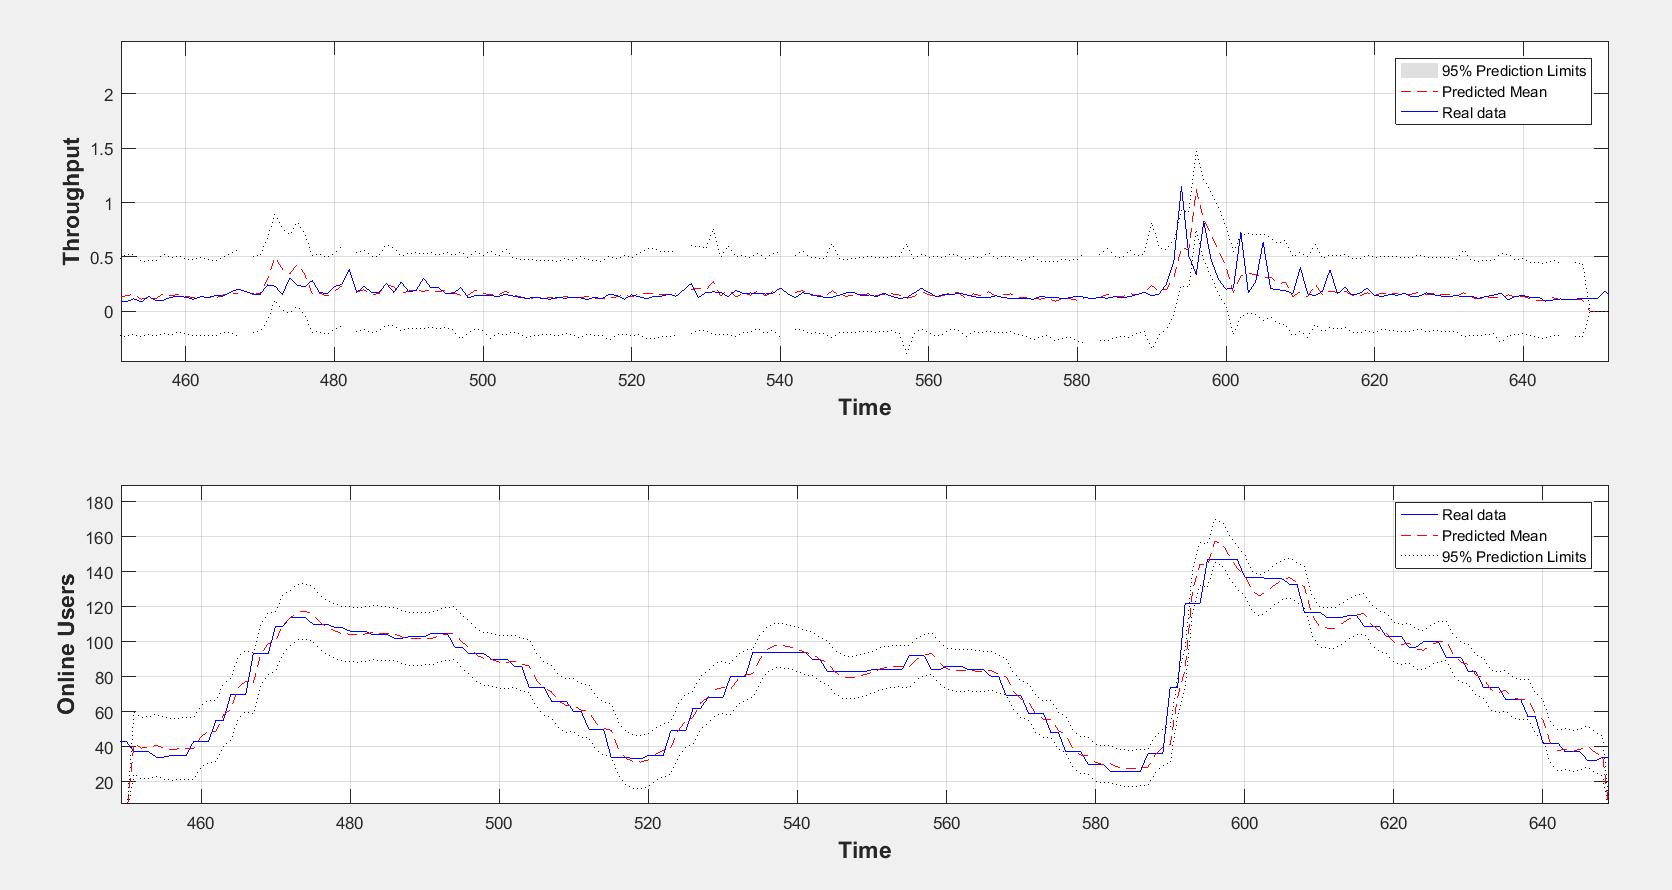 2
1.5
1
0.5
0
Throughput
95% Prediction Limits
Predicted Mean
Real data
460 480 500 520 540 560 580 600 620 640
Time
180
160
140
120
100
80
60
40
20
Online Users
Real data
Predicted Mean
95% Prediction Limits
460 480 500 520 540 560 580 600 620 640
Time